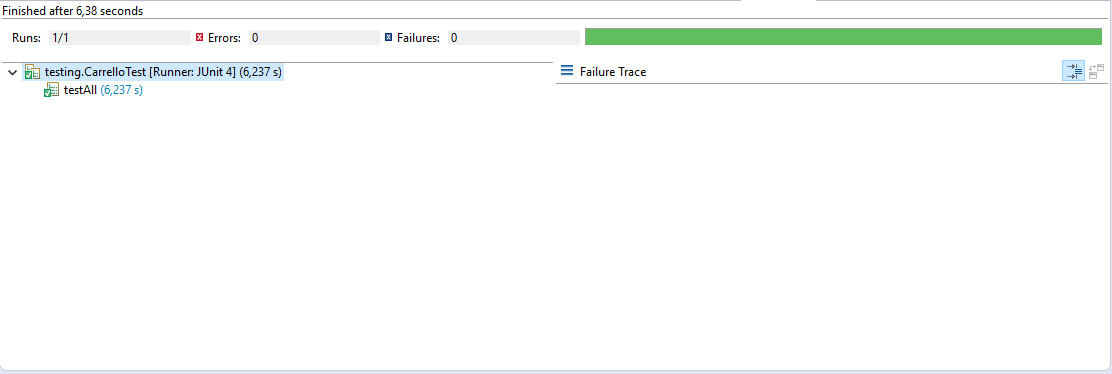 Finished after 6,38 seconds
Runs: 1/1 Errors: 0 Failures: 0
testing.CarrelloTest [Runner: JUnit 4] (6,237 s)
Failure Trace
testAll (6,237 s)